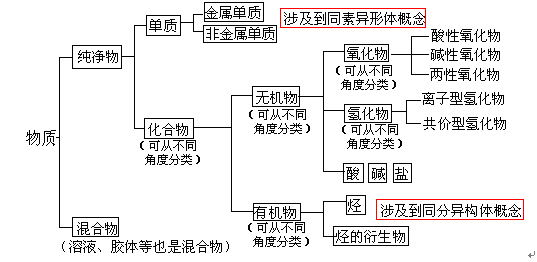 金属单质
单质
涉及到同素异形体概念
非金属单质
纯净物
酸性氧化物
氧化物
碱性氧化物
(可从不同
角度分类)
两性氧化物
无机物
(可从不同
角度分类)
离子型氢化物
氢化物
(可从不同
角度分类)
共价型氢化物
化合物
(可从不同
角度分类)
物质
酸 碱 盐
烃
有机物
(可从不同
角度分类)
涉及到同分异构体概念
烃的衍生物
混合物
(溶液、胶体等也是混合物)